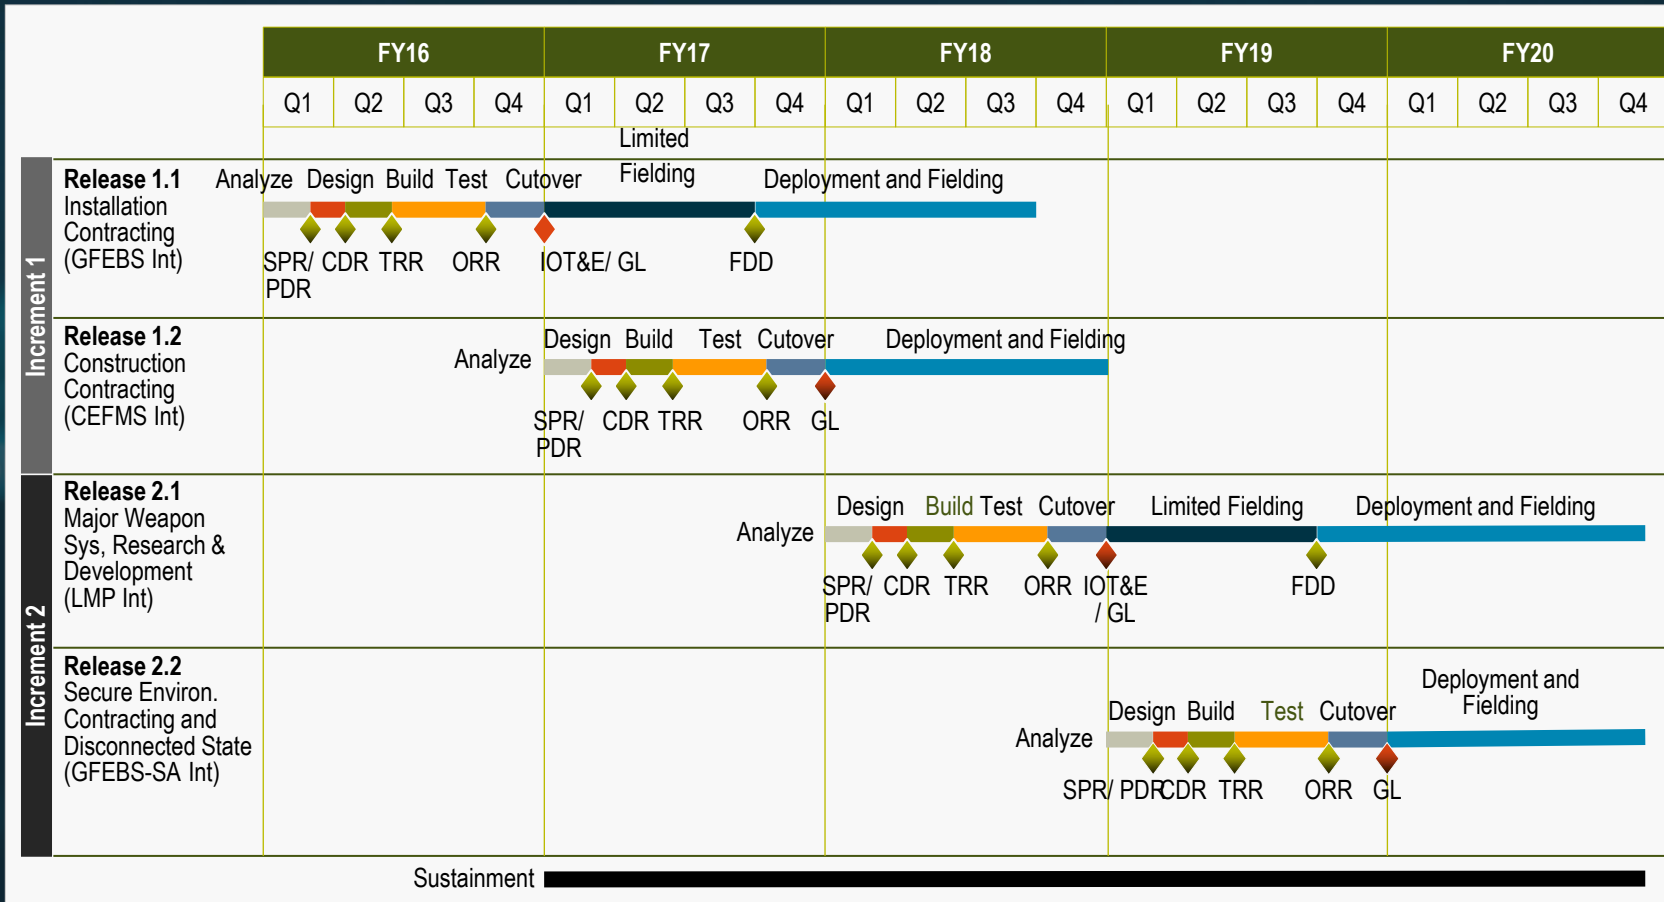 FY16 FY17 FY18 FY19 FY20
Q1 Q2 Q3 Q4 Q1 Q2 Q3 Q4 Q1 Q2 Q3 Q4 Q1 Q2 Q3 Q4 Q1 Q2 Q3 Q4
Increment 1
Release 1.1
Installation
Contracting
(GFEBS Int)
Analyze Design Build Test Cutover
Limited
Fielding
Deployment and Fielding
SPR/
PDR
CDR TRR ORR IOT&E/ GL FDD
Release 1.2
Construction
Contracting
(CEFMS Int)
Analyze
Design Build Test Cutover Deployment and Fielding
SPR/
PDR
CDR TRR ORR GL
Increment 2
Release 2.1
Major Weapon
Sys, Research &
Development
(LMP Int)
Analyze
Design Build Test Cutover Limited Fielding Deployment and Fielding
SPR/
PDR
CDR TRR ORR
IOT&E
/ GL
FDD
Release 2.2
Secure Environ.
Contracting and
Disconnected State
(GFEBS-SA Int)
Analyze
Design Build Test Cutover
Deployment and
Fielding
SPR/ PDR CDR TRR ORR GL
Sustainment